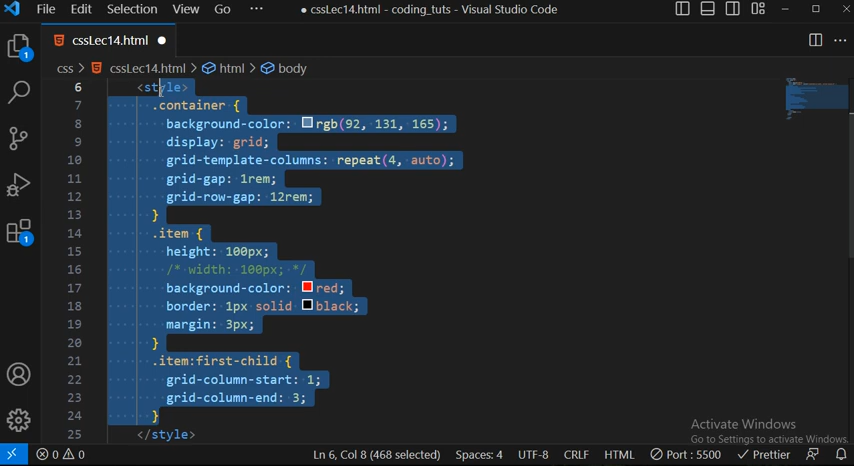 File Edit Selection View Go ··· ● cssLec14.html - coding_tuts - Visual Studio Code
cssLec14.html ●
css > cssLec14.html > html > body
6 <style>
7 .container {
8 background-color: rgb(92, 131, 165);
9 display: grid;
10 grid-template-columns: repeat(4, auto);
11 grid-gap: 1rem;
12 grid-row-gap: 12rem;
13 }
14 .item {
15 height: 100px;
16 /* width: 100px; */
17 background-color: red;
18 border: 1px solid black;
19 margin: 3px;
20 }
21 .item:first-child {
22 grid-column-start: 1;
23 grid-column-end: 3;
24 }
25 </style>
1
1
Activate Windows
Go to Settings to activate Windows.
0 0 Ln 6, Col 8 (468 selected) Spaces: 4 UTF-8 CRLF HTML Port : 5500 Prettier